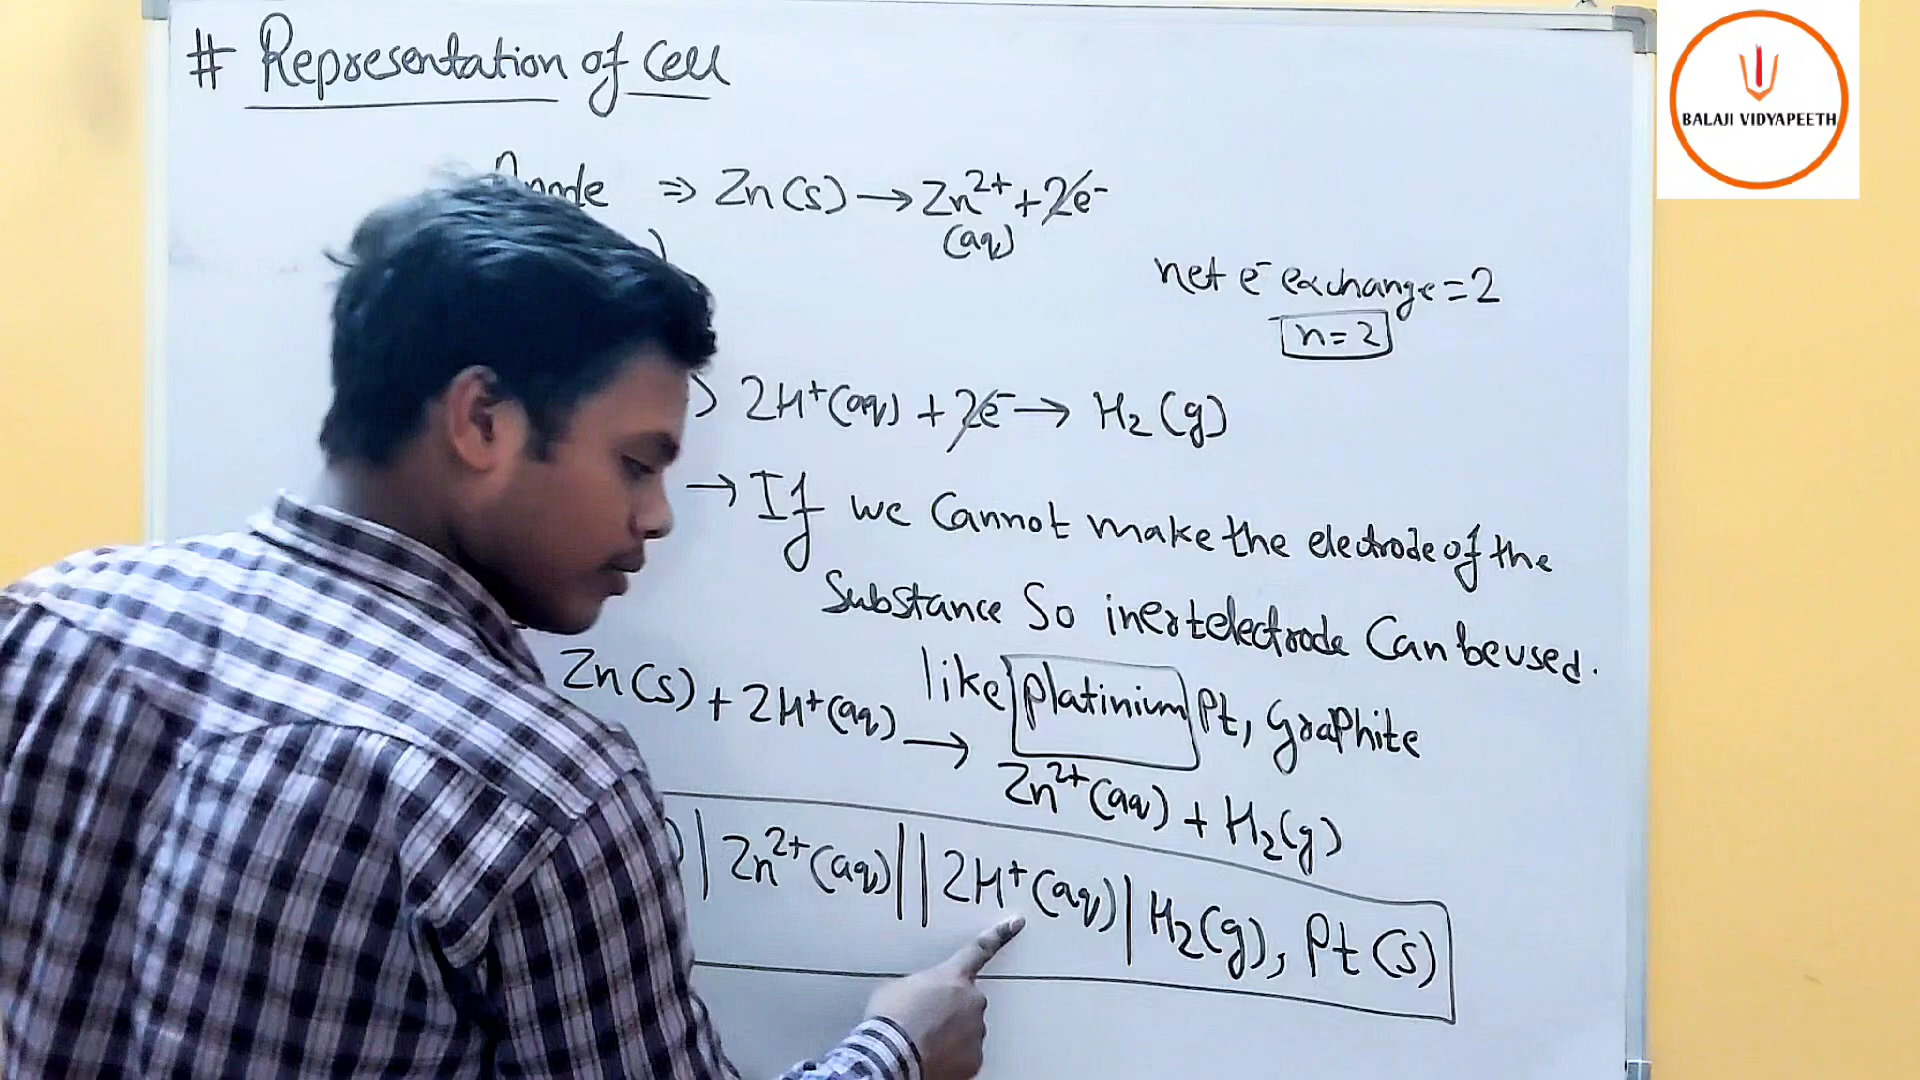 # Representation of Cell
BALAJI VIDYAPEETH
Anode ⇒ Zn(s) → Zn²⁺ + 2e⁻
(aq)
net e⁻ exchange = 2
n = 2
2H⁺(aq) + 2e⁻ → H₂(g)
→ If we Cannot make the electrode of the
Substance So inert electrode Can be used.
like platinium Pt, Graphite
Zn(s) + 2H⁺(aq) →
Zn²⁺(aq) + H₂(g)
) | Zn²⁺(aq) || 2H⁺(aq) | H₂(g), Pt(s)